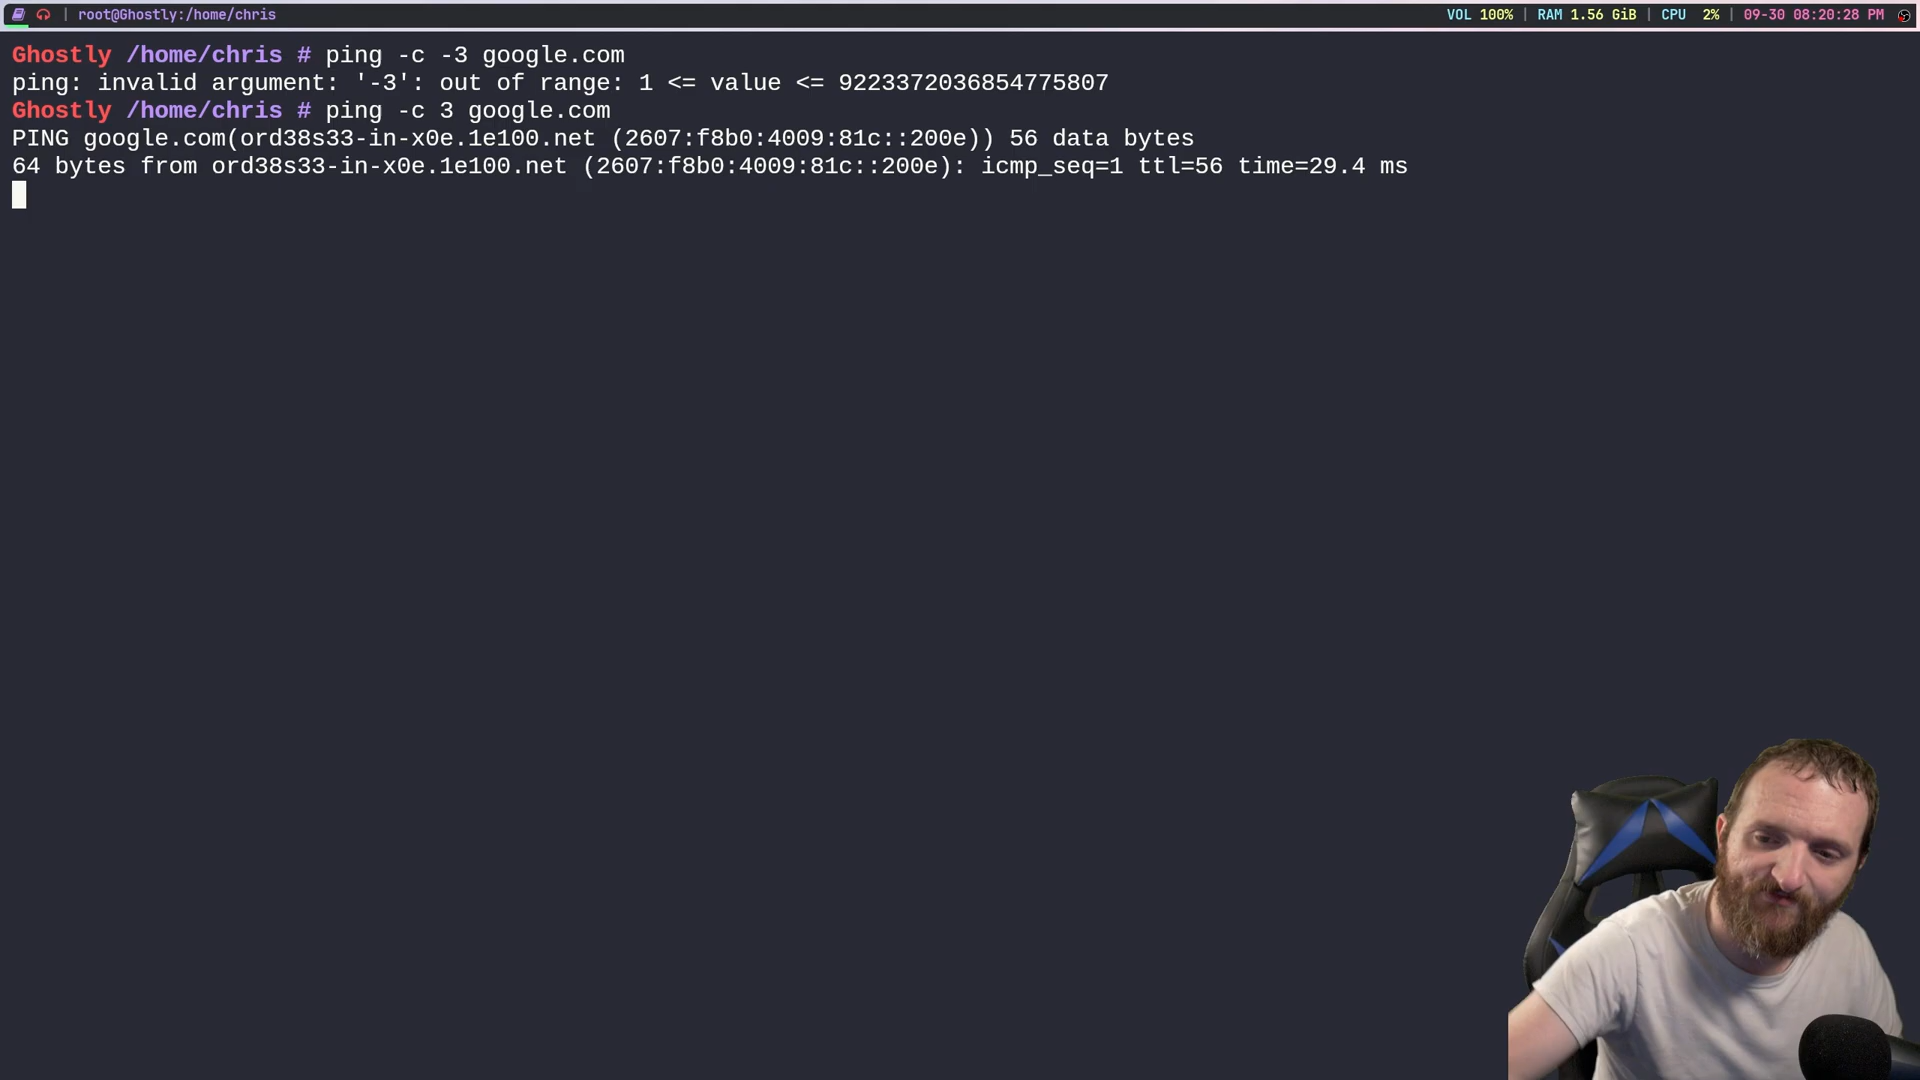 root@Ghostly:/home/chris
VOL 100% | RAM 1.56 GiB | CPU 2% | 09-30 08:20:28 PM
Ghostly /home/chris # ping -c -3 google.com
ping: invalid argument: '-3': out of range: 1 <= value <= 9223372036854775807
Ghostly /home/chris # ping -c 3 google.com
PING google.com(ord38s33-in-x0e.1e100.net (2607:f8b0:4009:81c::200e)) 56 data bytes
64 bytes from ord38s33-in-x0e.1e100.net (2607:f8b0:4009:81c::200e): icmp_seq=1 ttl=56 time=29.4 ms